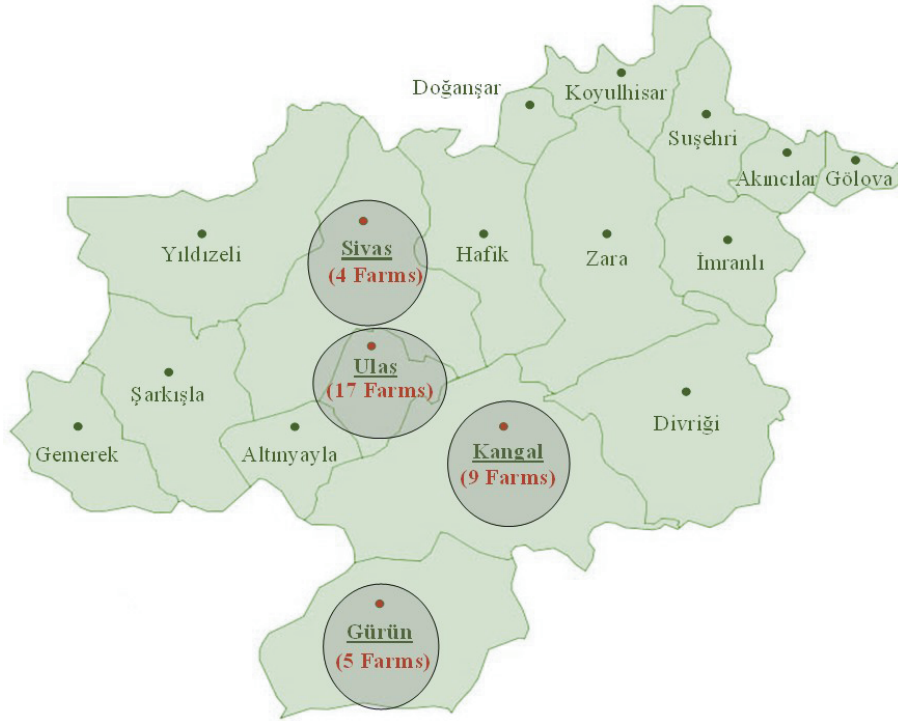 Doğanşar
Koyulhisar
Suşehri
Akıncılar
Gölova
Yıldızeli
Sivas
(4 Farms)
Hafik
Zara
İmranlı
Ulaş
(17 Farms)
Şarkışla
Divriği
Gemerek
Altınyayla
Kangal
(9 Farms)
Gürün
(5 Farms)